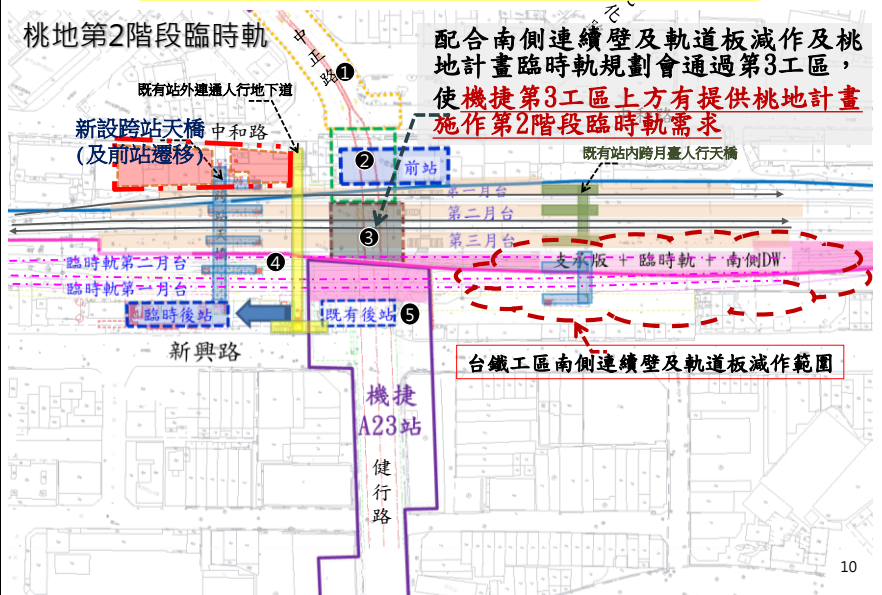 桃地第2階段臨時軌
配合南側連續壁及軌道板減作及桃
地計畫臨時軌規劃會通過第3工區，
使機捷第3工區上方有提供桃地計畫
施作第2階段臨時軌需求
中正路
❶
既有站外連通人行地下道
新設跨站天橋
(及前站遷移)
中和路
❷
前站
既有站內跨月臺人行天橋
第一月台
第二月台
❸
第三月台
臨時軌第二月台
❹
支承版 + 臨時軌 + 南側DW
臨時軌第一月台
臨時後站
既有後站
❺
新興路
台鐵工區南側連續壁及軌道板減作範圍
機捷
A23站
健行路
10